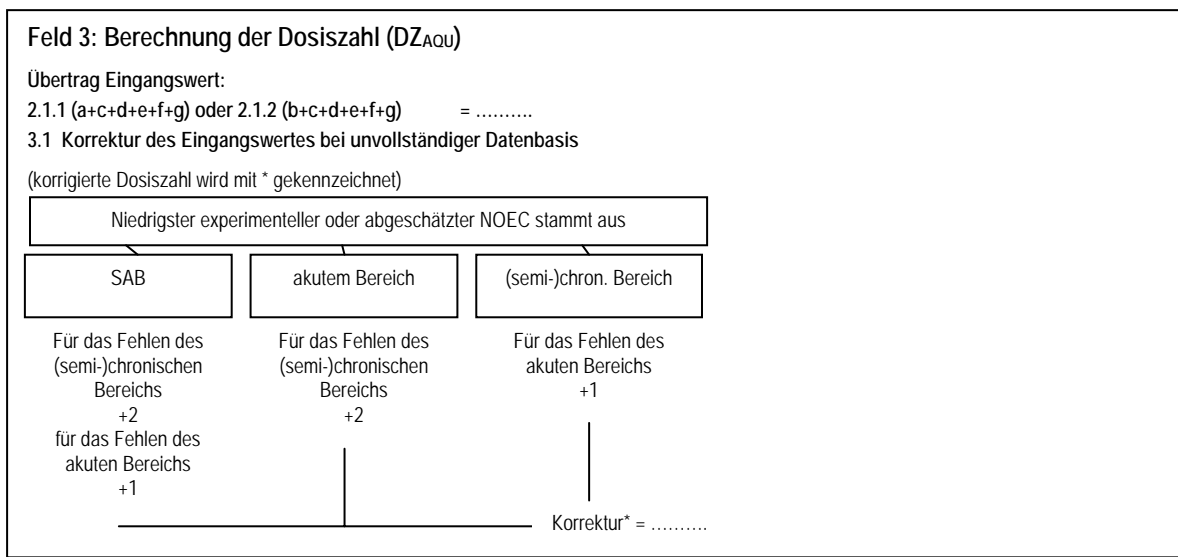 Feld 3: Berechnung der Dosiszahl (DZAQU)
Übertrag Eingangswert:
2.1.1 (a+c+d+e+f+g) oder 2.1.2 (b+c+d+e+f+g) = ……….
3.1 Korrektur des Eingangswertes bei unvollständiger Datenbasis
(korrigierte Dosiszahl wird mit * gekennzeichnet)
Niedrigster experimenteller oder abgeschätzter NOEC stammt aus
SAB
akutem Bereich
(semi-)chron. Bereich
Für das Fehlen des
(semi-)chronischen
Bereichs
+2
für das Fehlen des
akuten Bereichs
+1
Für das Fehlen des
(semi-)chronischen
Bereichs
+2
Für das Fehlen des
akuten Bereichs
+1
Korrektur* = ……….